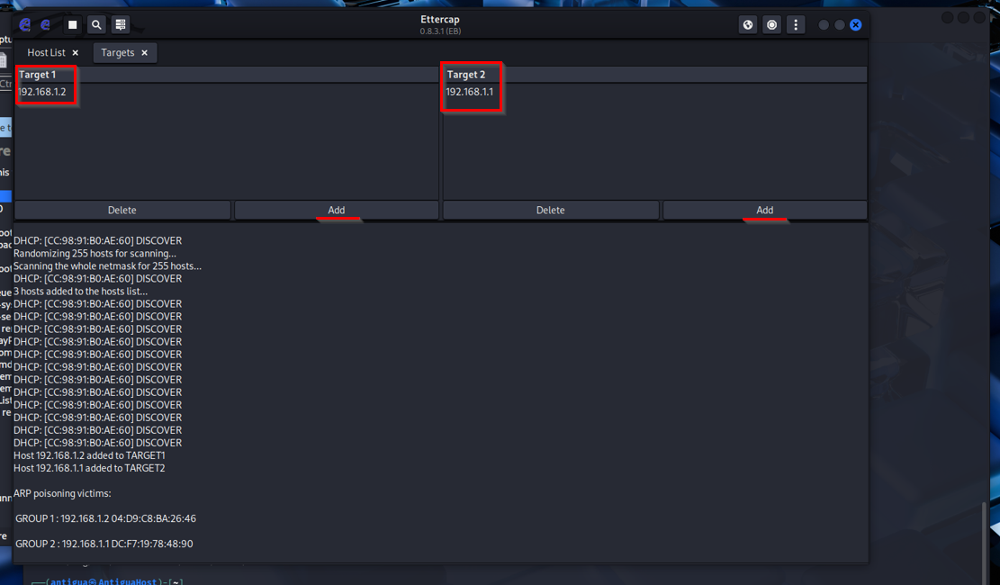 Ettercap
0.8.3.1 (EB)
Host List
Targets
Target 1
Target 2
192.168.1.2
192.168.1.1
Delete
Add
Delete
Add
DHCP: [CC:98:91:B0:AE:60] DISCOVER
Randomizing 255 hosts for scanning...
Scanning the whole netmask for 255 hosts...
DHCP: [CC:98:91:B0:AE:60] DISCOVER
3 hosts added to the hosts list...
DHCP: [CC:98:91:B0:AE:60] DISCOVER
DHCP: [CC:98:91:B0:AE:60] DISCOVER
DHCP: [CC:98:91:B0:AE:60] DISCOVER
DHCP: [CC:98:91:B0:AE:60] DISCOVER
DHCP: [CC:98:91:B0:AE:60] DISCOVER
DHCP: [CC:98:91:B0:AE:60] DISCOVER
DHCP: [CC:98:91:B0:AE:60] DISCOVER
DHCP: [CC:98:91:B0:AE:60] DISCOVER
DHCP: [CC:98:91:B0:AE:60] DISCOVER
DHCP: [CC:98:91:B0:AE:60] DISCOVER
DHCP: [CC:98:91:B0:AE:60] DISCOVER
DHCP: [CC:98:91:B0:AE:60] DISCOVER
Host 192.168.1.2 added to TARGET1
Host 192.168.1.1 added to TARGET2
ARP poisoning victims:
GROUP 1 : 192.168.1.2 04:D9:C8:BA:26:46
GROUP 2 : 192.168.1.1 DC:F7:19:78:48:90
(antigua㉿AntiguaHost)-[~]